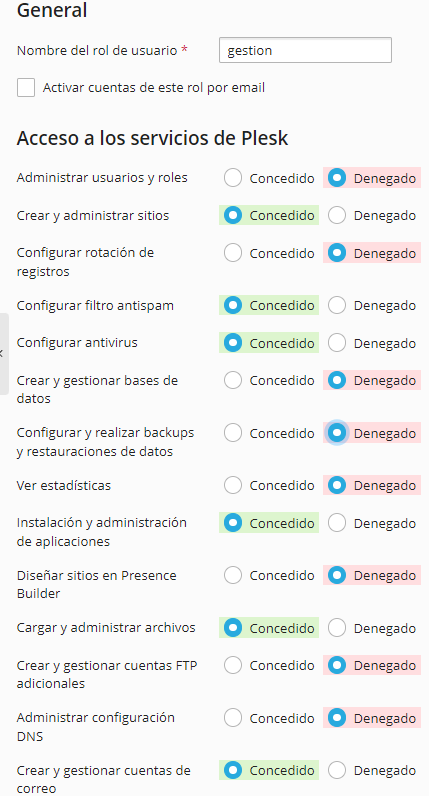 General
Nombre del rol de usuario *
gestion
Activar cuentas de este rol por email
Acceso a los servicios de Plesk
Administrar usuarios y roles Concedido Denegado
Crear y administrar sitios Concedido Denegado
Configurar rotación de Concedido Denegado
registros
Configurar filtro antispam Concedido Denegado
Configurar antivirus Concedido Denegado
Crear y gestionar bases de Concedido Denegado
datos
Configurar y realizar backups Concedido Denegado
y restauraciones de datos
Ver estadísticas Concedido Denegado
Instalación y administración Concedido Denegado
de aplicaciones
Diseñar sitios en Presence Concedido Denegado
Builder
Cargar y administrar archivos Concedido Denegado
Crear y gestionar cuentas FTP Concedido Denegado
adicionales
Administrar configuración Concedido Denegado
DNS
Crear y gestionar cuentas de Concedido Denegado
correo